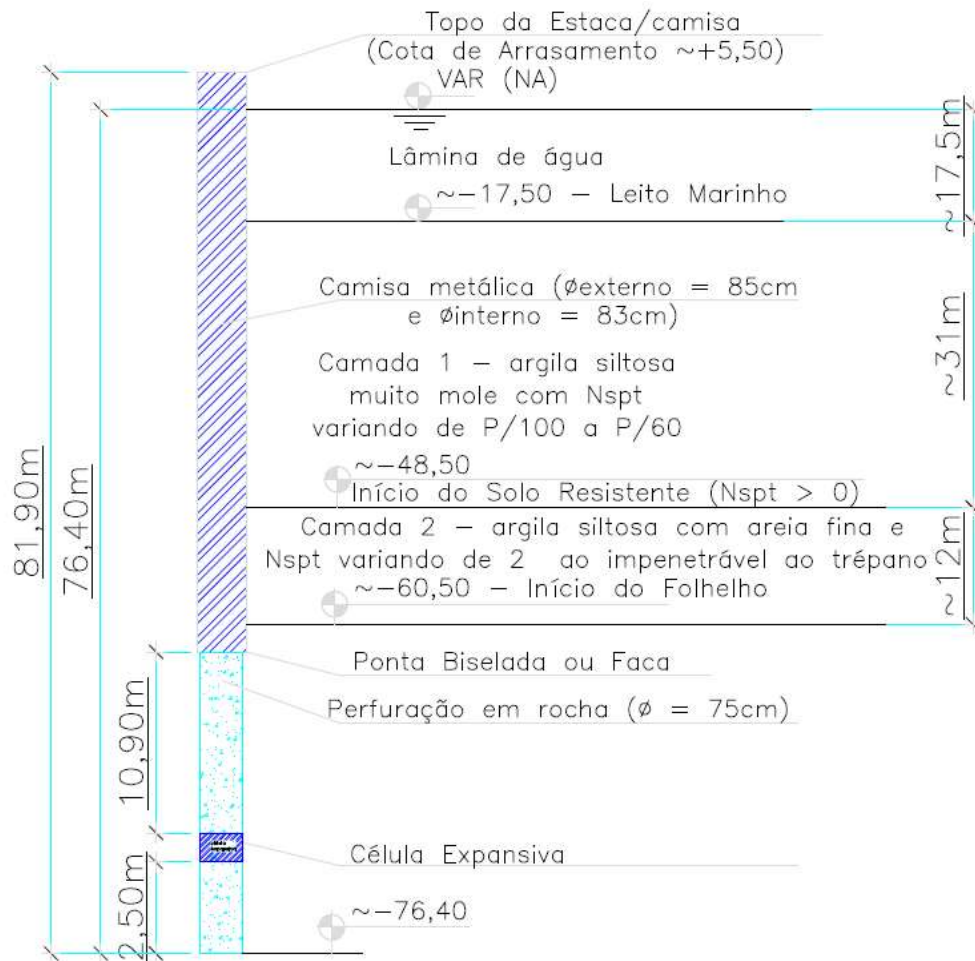 Topo da Estaca/camisa
(Cota de Arrasamento ~+5,50)
VAR (NA)
Lâmina de água
~-17,50 - Leito Marinho
~17,5m
Camisa metálica (øexterno = 85cm
e øinterno = 83cm)
~31m
Camada 1 - argila siltosa
muito mole com Nspt
variando de P/100 a P/60
~-48,50
Início do Solo Resistente (Nspt > 0)
81,90m
76,40m
Camada 2 - argila siltosa com areia fina e
Nspt variando de 2 ao impenetrável ao trépano
~12m
~-60,50 - Início do Folhelho
Ponta Biselada ou Faca
Perfuração em rocha (ø = 75cm)
10,90m
Célula Expansiva
2,50m
~-76,40